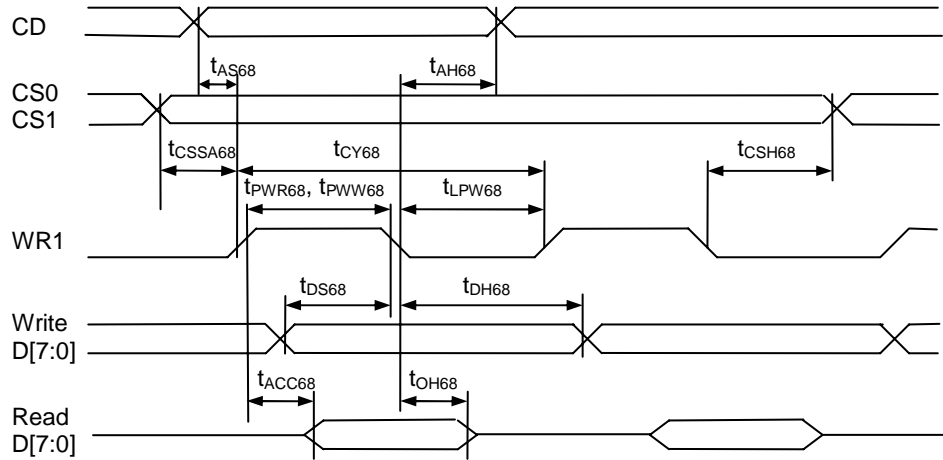 CD
tAS68 tAH68
CS0
CS1
tCSSA68 tCY68 tCSH68
tPWR68, tPWW68 tLPW68
WR1
tDS68 tDH68
Write
D[7:0]
tACC68 tOH68
Read
D[7:0]